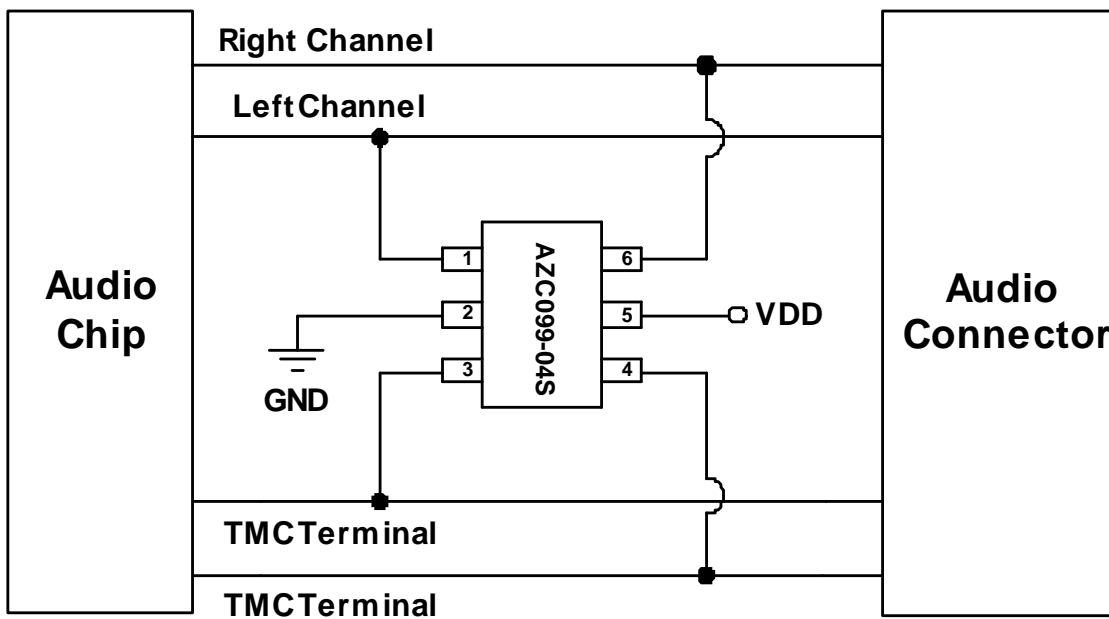 Right Channel
Left Channel
Audio
Chip
1
2
3
AZC099-04S
6
5
4
VDD
GND
Audio
Connector
TMC Terminal
TMC Terminal